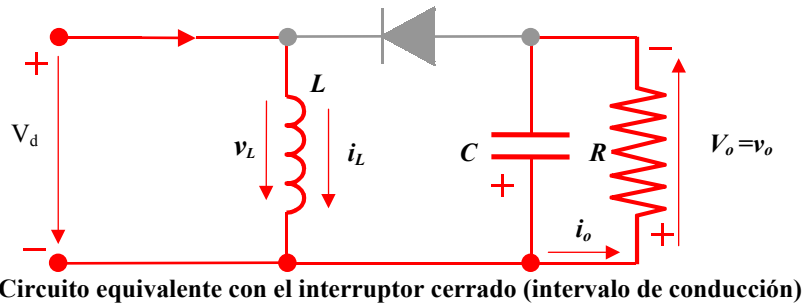 L
V_d
v_L
i_L
C
R
V_o=v_o
i_o
Circuito equivalente con el interruptor cerrado (intervalo de conducción)